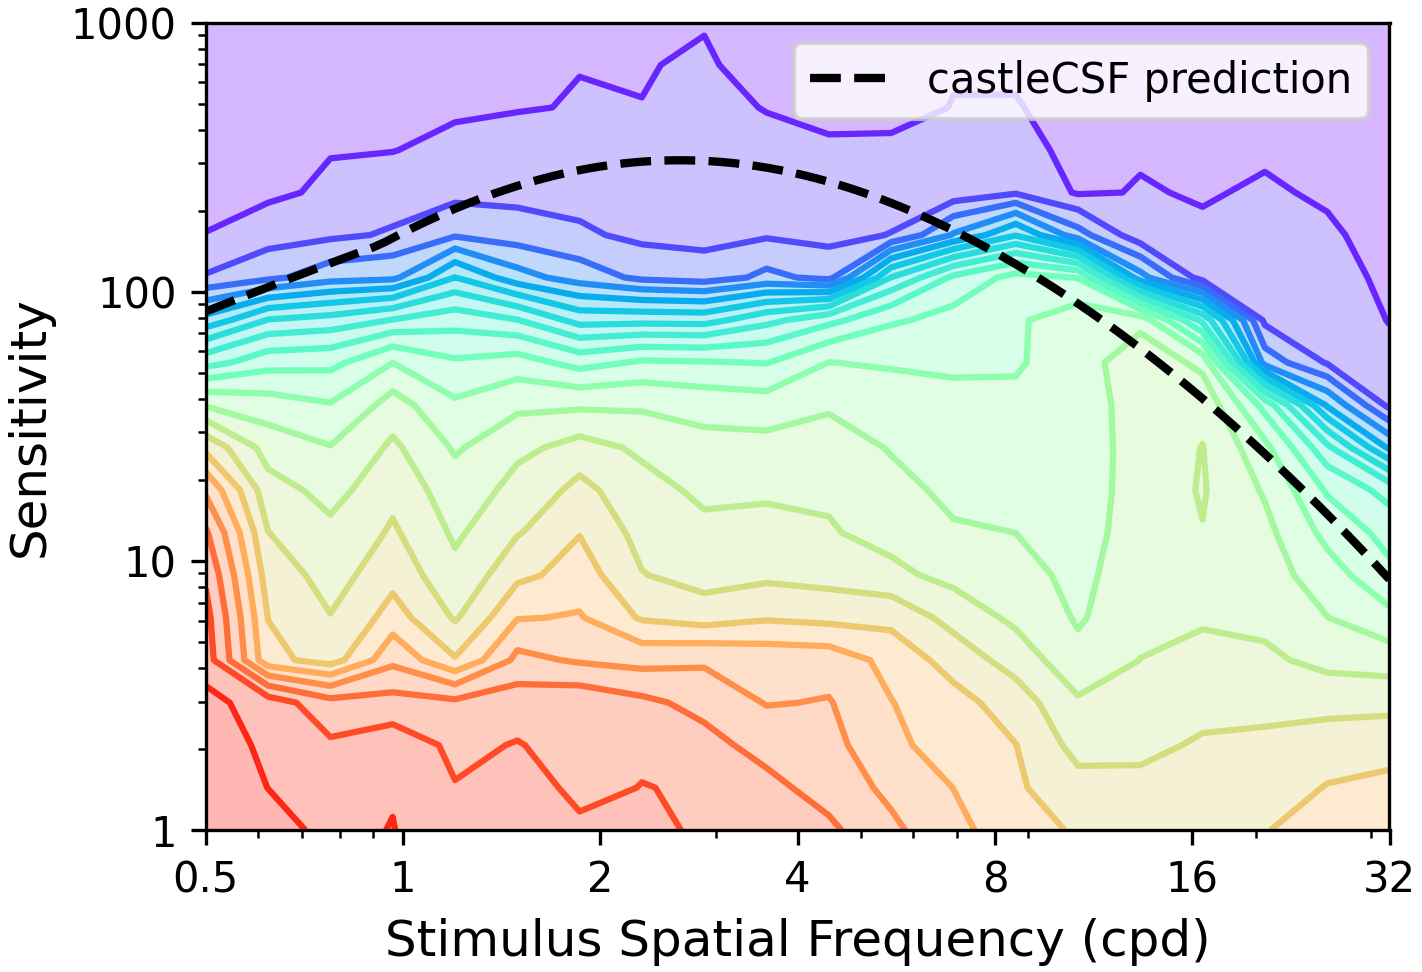 1000
100
10
1
Sensitivity
castleCSF prediction
0.5 1 2 4 8 16 32
Stimulus Spatial Frequency (cpd)